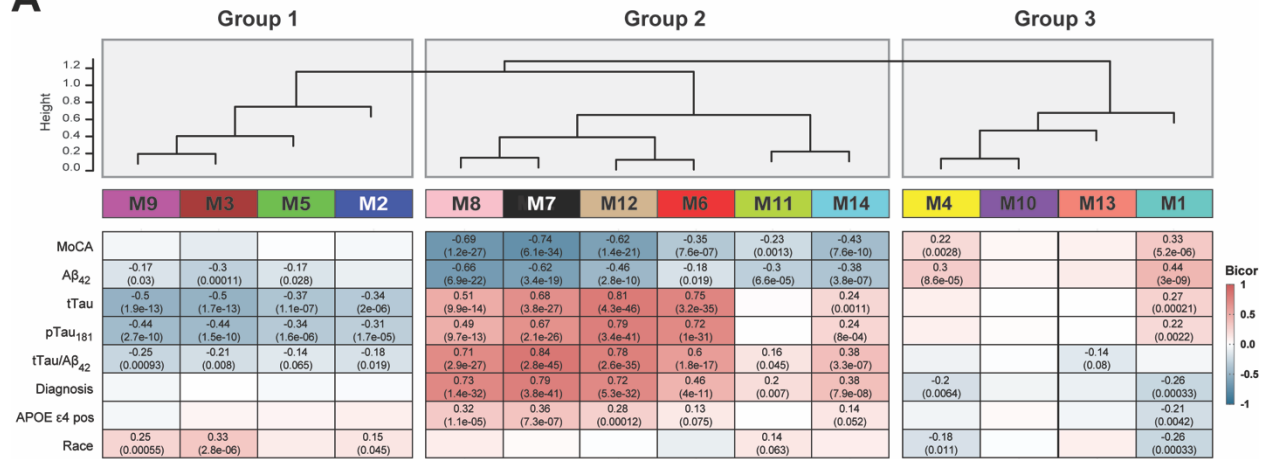 A
Group 1 Group 2 Group 3
Height
1.2
1.0
0.8
0.6
0.4
0.2
0.0
M9 M3 M5 M2 M8 M7 M12 M6 M11 M14 M4 M10 M13 M1
MoCA -0.69 -0.74 -0.62 -0.35 -0.23 -0.43 0.22 0.33
(1.2e-27) (6.1e-34) (1.4e-21) (7.6e-07) (0.0013) (7.6e-10) (0.0028) (5.2e-06)
Aβ42 -0.17 -0.3 -0.17 -0.66 -0.62 -0.46 -0.18 -0.3 -0.38 0.3 0.44
(0.03) (0.00011) (0.028) (6.9e-22) (3.4e-19) (2.8e-10) (0.019) (6.6e-05) (3.8e-07) (8.6e-05) (3e-09)
tTau -0.5 -0.5 -0.37 -0.34 0.51 0.68 0.81 0.75 0.24 0.27
(1.9e-13) (1.7e-13) (1.1e-07) (2e-06) (9.9e-14) (3.8e-27) (4.3e-46) (3.2e-35) (0.0011) (0.00021)
pTau181 -0.44 -0.44 -0.34 -0.31 0.49 0.67 0.79 0.72 0.24 0.22
(2.7e-10) (1.5e-10) (1.6e-06) (1.7e-05) (9.7e-13) (2.1e-26) (3.4e-41) (1e-31) (8e-04) (0.0022)
tTau/Aβ42 -0.25 -0.21 -0.14 -0.18 0.71 0.84 0.78 0.6 0.16 0.38 -0.14
(0.00093) (0.008) (0.065) (0.019) (2.9e-27) (2.8e-45) (2.6e-35) (1.8e-17) (0.045) (3.3e-07) (0.08)
Diagnosis 0.73 0.79 0.72 0.46 0.2 0.38 -0.2 -0.26
(1.4e-32) (3.8e-41) (5.3e-32) (4e-11) (0.007) (7.9e-08) (0.0064) (0.00033)
APOE ε4 pos 0.32 0.36 0.28 0.13 0.14 -0.21
(1.1e-05) (7.3e-07) (0.00012) (0.075) (0.052) (0.0042)
Race 0.25 0.33 0.15 0.14 -0.18 -0.26
(0.00055) (2.8e-06) (0.045) (0.063) (0.011) (0.00033)
Bicor
1
0.5
0.0
-0.5
-1